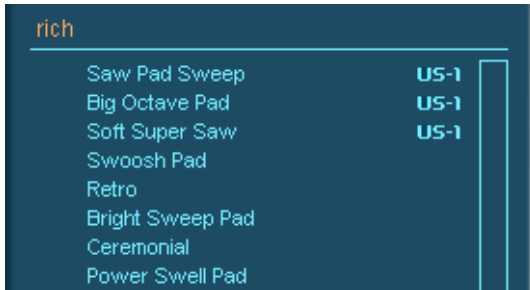 rich
Saw Pad Sweep US-1
Big Octave Pad US-1
Soft Super Saw US-1
Swoosh Pad
Retro
Bright Sweep Pad
Ceremonial
Power Swell Pad